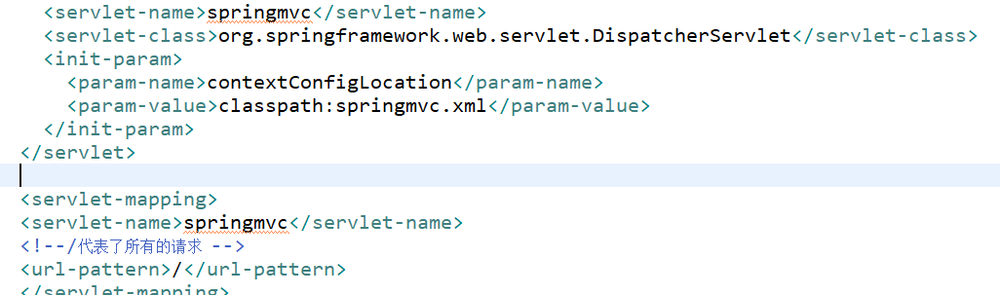 <servlet-name>springmvc</servlet-name>
<servlet-class>org.springframework.web.servlet.DispatcherServlet</servlet-class>
<init-param>
<param-name>contextConfigLocation</param-name>
<param-value>classpath:springmvc.xml</param-value>
</init-param>
</servlet>
<servlet-mapping>
<servlet-name>springmvc</servlet-name>
<!--/代表了所有的请求 -->
<url-pattern>/</url-pattern>
</servlet-mapping>